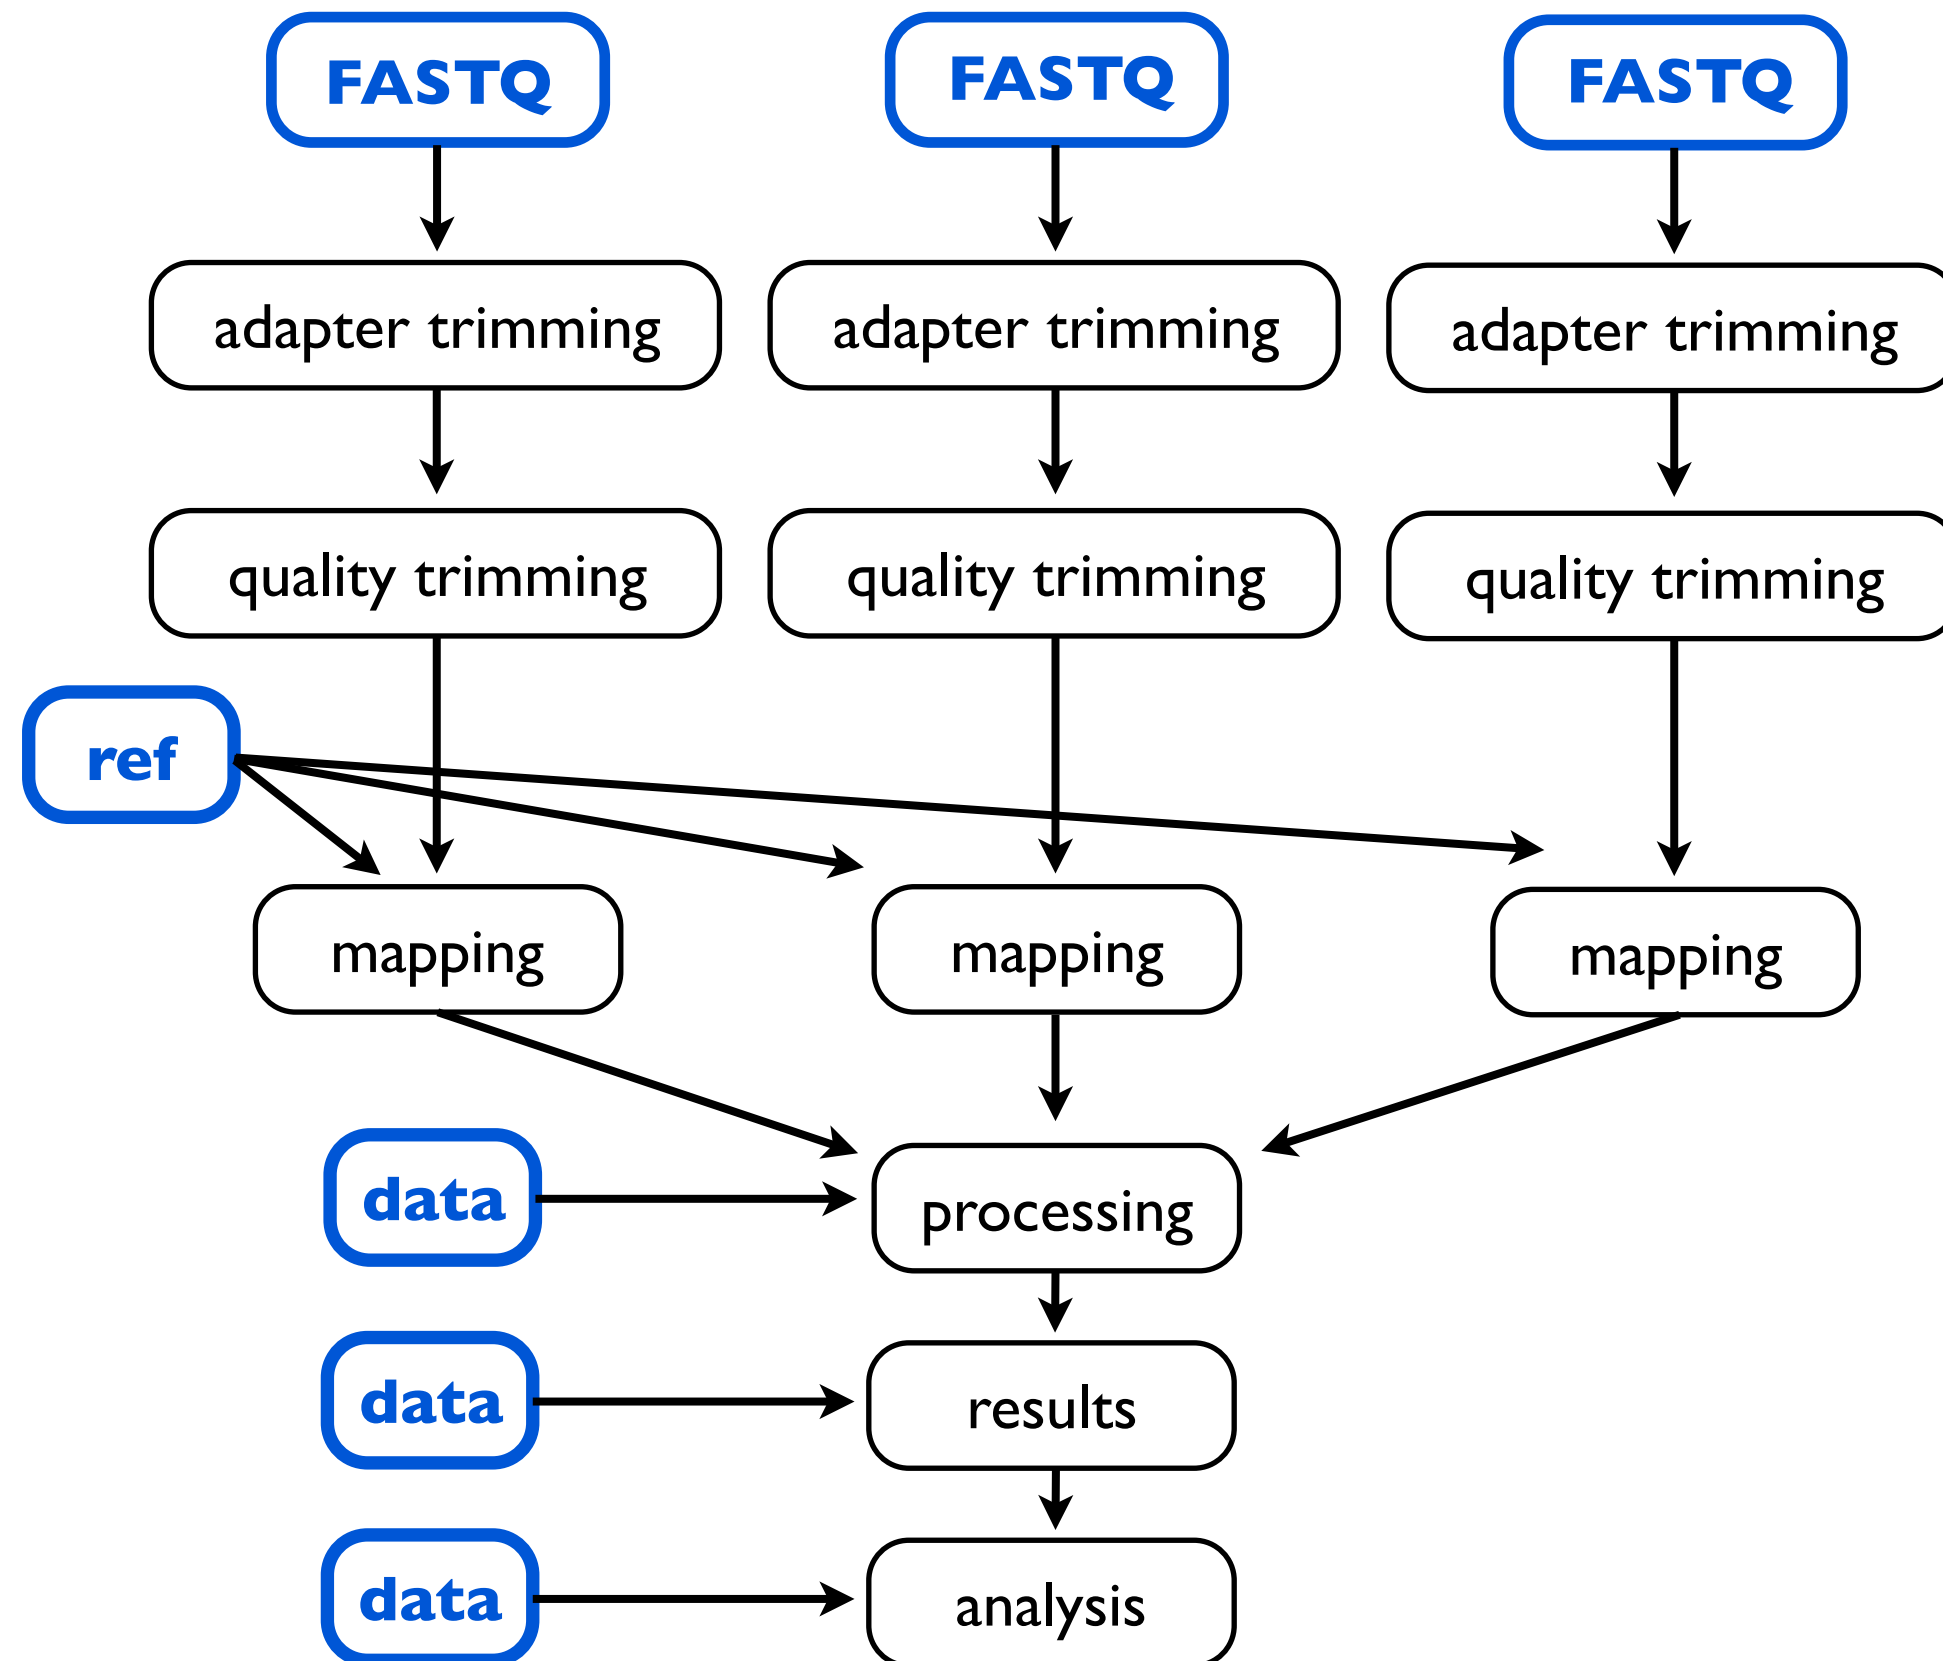 FASTQ
FASTQ
FASTQ
adapter trimming
adapter trimming
adapter trimming
quality trimming
quality trimming
quality trimming
ref
mapping
mapping
mapping
data
processing
data
results
data
analysis